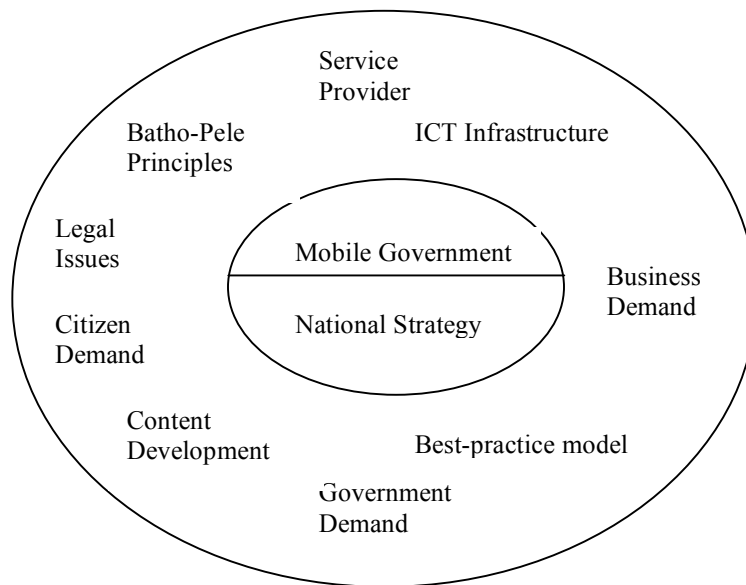 Service
Provider
Batho-Pele
Principles
ICT Infrastructure
Legal
Issues
Mobile Government
Business
Demand
Citizen
Demand
National Strategy
Content
Development
Best-practice model
Government
Demand